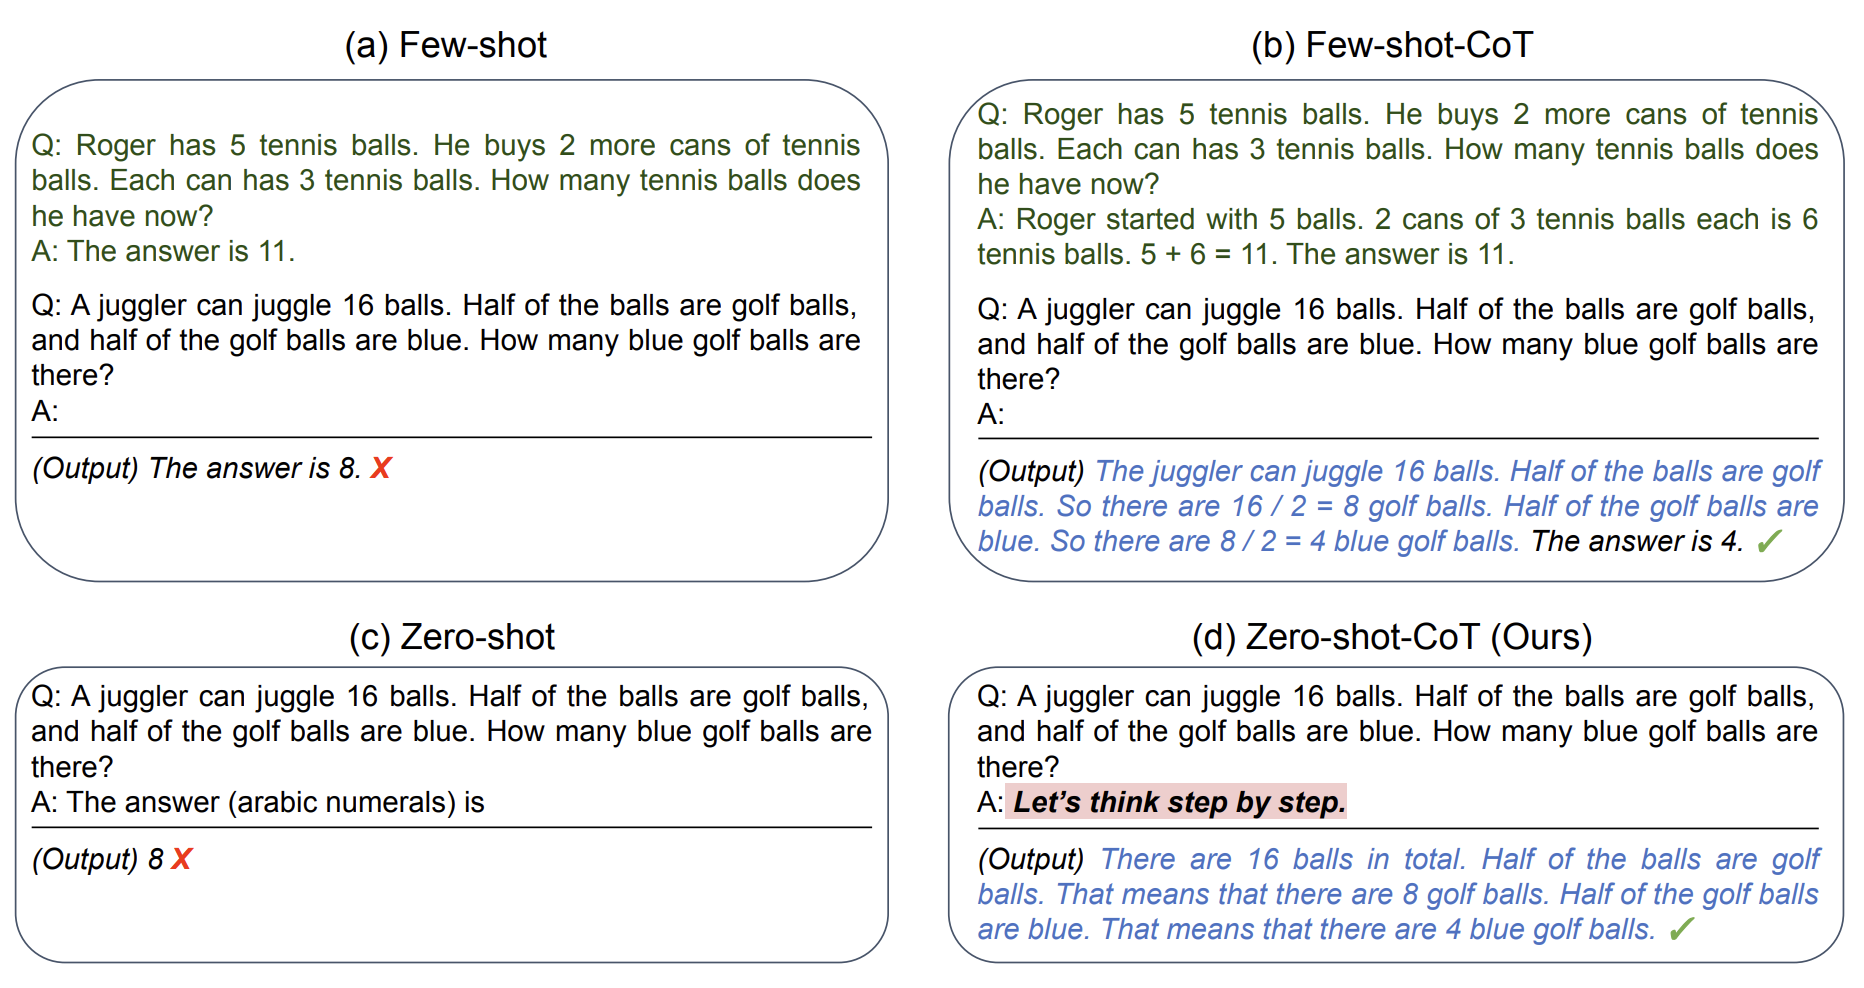 (a) Few-shot
Q: Roger has 5 tennis balls. He buys 2 more cans of tennis
balls. Each can has 3 tennis balls. How many tennis balls does
he have now?
A: The answer is 11.
Q: A juggler can juggle 16 balls. Half of the balls are golf balls,
and half of the golf balls are blue. How many blue golf balls are
there?
A:
(Output) The answer is 8. X
(b) Few-shot-CoT
Q: Roger has 5 tennis balls. He buys 2 more cans of tennis
balls. Each can has 3 tennis balls. How many tennis balls does
he have now?
A: Roger started with 5 balls. 2 cans of 3 tennis balls each is 6
tennis balls. 5 + 6 = 11. The answer is 11.
Q: A juggler can juggle 16 balls. Half of the balls are golf balls,
and half of the golf balls are blue. How many blue golf balls are
there?
A:
(Output) The juggler can juggle 16 balls. Half of the balls are golf
balls. So there are 16 / 2 = 8 golf balls. Half of the golf balls are
blue. So there are 8 / 2 = 4 blue golf balls. The answer is 4. ✓
(c) Zero-shot
Q: A juggler can juggle 16 balls. Half of the balls are golf balls,
and half of the golf balls are blue. How many blue golf balls are
there?
A: The answer (arabic numerals) is
(Output) 8 X
(d) Zero-shot-CoT (Ours)
Q: A juggler can juggle 16 balls. Half of the balls are golf balls,
and half of the golf balls are blue. How many blue golf balls are
there?
A: Let’s think step by step.
(Output) There are 16 balls in total. Half of the balls are golf
balls. That means that there are 8 golf balls. Half of the golf balls
are blue. That means that there are 4 blue golf balls. ✓